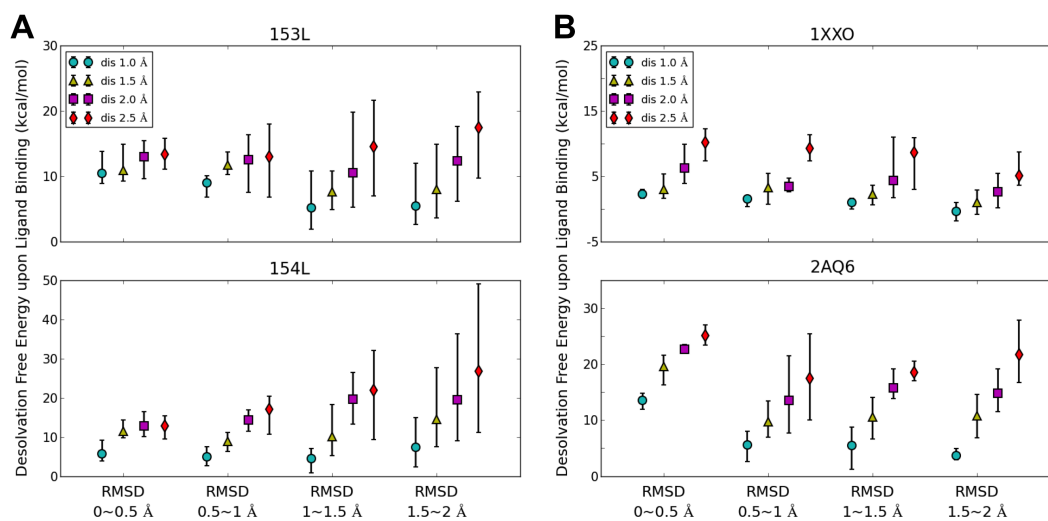 A
B
153L
1XXO
Desolvation Free Energy upon Ligand Binding (kcal/mol)
30
20
10
0
dis 1.0 Å
dis 1.5 Å
dis 2.0 Å
dis 2.5 Å
154L
50
40
30
20
10
0
RMSD
0~0.5 Å
RMSD
0.5~1 Å
RMSD
1~1.5 Å
RMSD
1.5~2 Å
Desolvation Free Energy upon Ligand Binding (kcal/mol)
25
15
5
-5
dis 1.0 Å
dis 1.5 Å
dis 2.0 Å
dis 2.5 Å
2AQ6
30
20
10
0
RMSD
0~0.5 Å
RMSD
0.5~1 Å
RMSD
1~1.5 Å
RMSD
1.5~2 Å